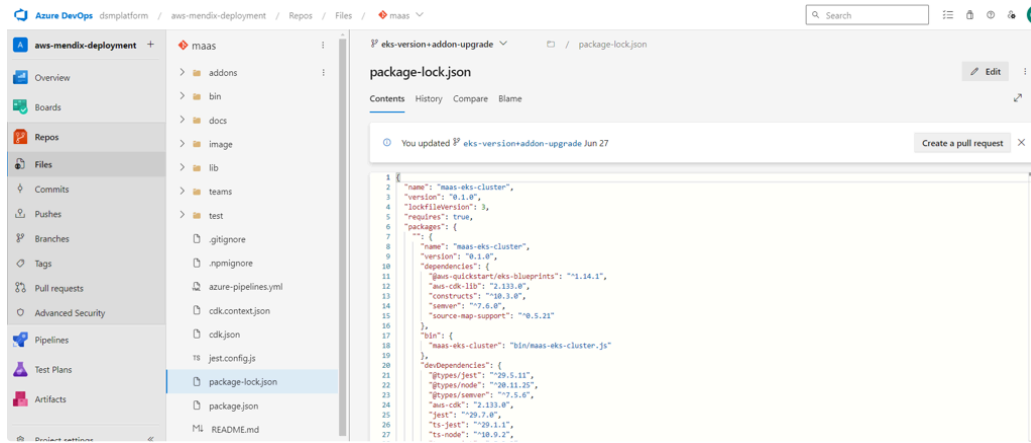 Azure DevOps dsmplatform / aws-mendix-deployment / Repos / Files / maas
Search
A aws-mendix-deployment +
Overview
Boards
Repos
Files
Commits
Pushes
Branches
Tags
Pull requests
Advanced Security
Pipelines
Test Plans
Artifacts
Project settings
maas
addons
bin
docs
image
lib
teams
test
.gitignore
.npmignore
azure-pipelines.yml
cdk.context.json
cdk.json
TS jest.config.js
package-lock.json
package.json
M↓ README.md
eks-version+addon-upgrade / package-lock.json
package-lock.json
Edit
Contents History Compare Blame
You updated eks-version+addon-upgrade Jun 27
Create a pull request
1 {
2 "name": "maas-eks-cluster",
3 "version": "0.1.0",
4 "lockfileVersion": 3,
5 "requires": true,
6 "packages": {
7 "": {
8 "name": "maas-eks-cluster",
9 "version": "0.1.0",
10 "dependencies": {
11 "@aws-quickstart/eks-blueprints": "^1.14.1",
12 "aws-cdk-lib": "2.133.0",
13 "constructs": "^10.3.0",
14 "semver": "^7.6.0",
15 "source-map-support": "^0.5.21"
16 },
17 "bin": {
18 "maas-eks-cluster": "bin/maas-eks-cluster.js"
19 },
20 "devDependencies": {
21 "@types/jest": "^29.5.11",
22 "@types/node": "^20.11.25",
23 "@types/semver": "^7.5.6",
24 "aws-cdk": "2.133.0",
25 "jest": "^29.7.0",
26 "ts-jest": "^29.1.1",
27 "ts-node": "^10.9.2",